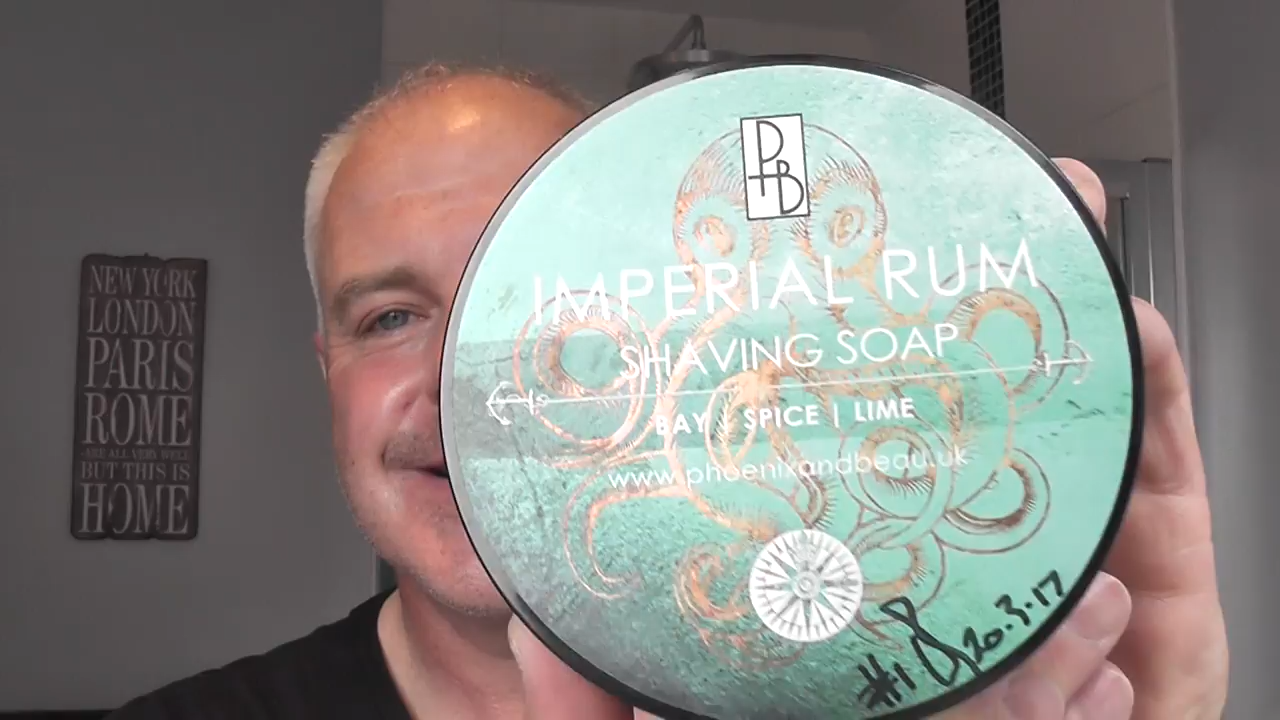 NEW YORK
LONDON
PARIS
ROME
-ARE ALL VERY WELL
BUT THIS IS
HOME
PB
IMPERIAL RUM
SHAVING SOAP
BAY | SPICE | LIME
www.phoenixandbeau.uk
#1 20.3.17